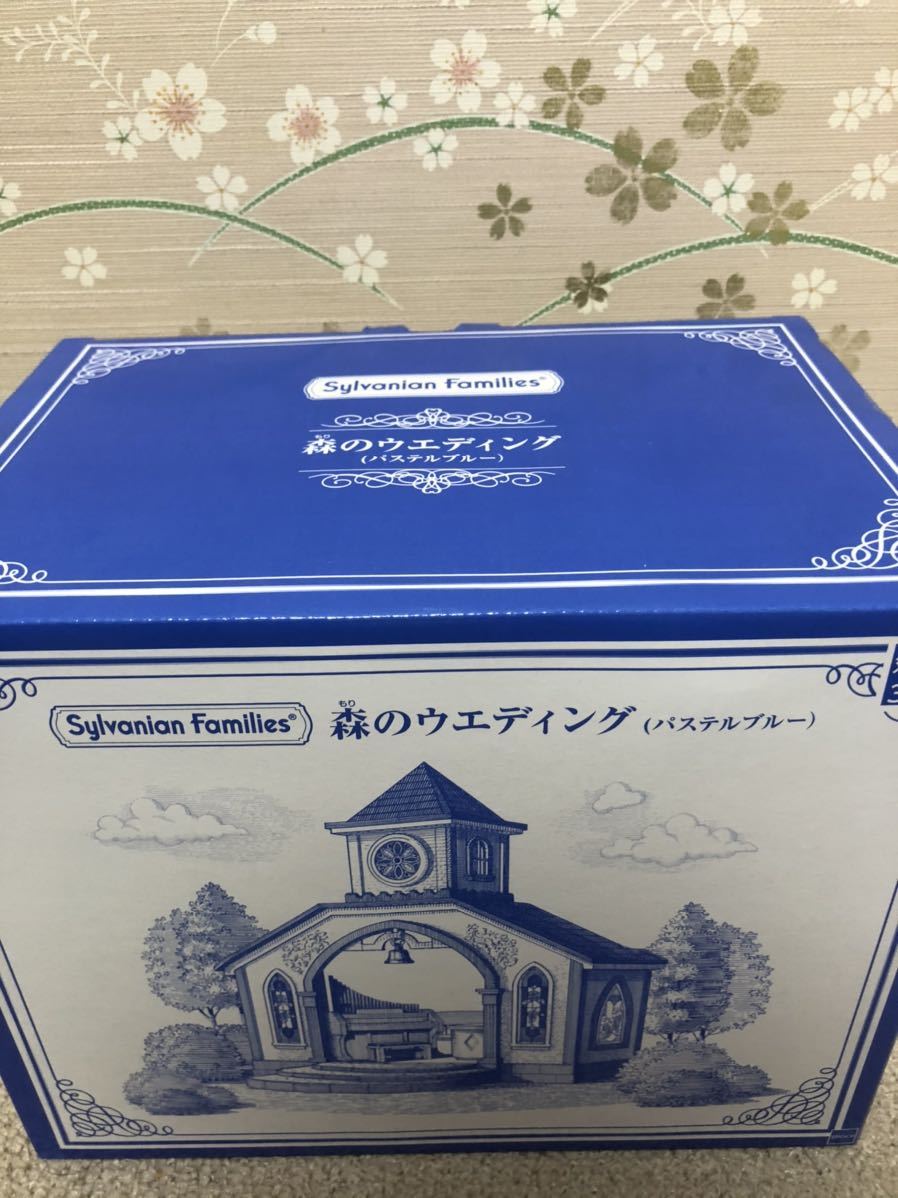 Sylvanian Families®
もり
森のウエディング
(パステルブルー)
Sylvanian Families® もり 森のウエディング (パステルブルー)